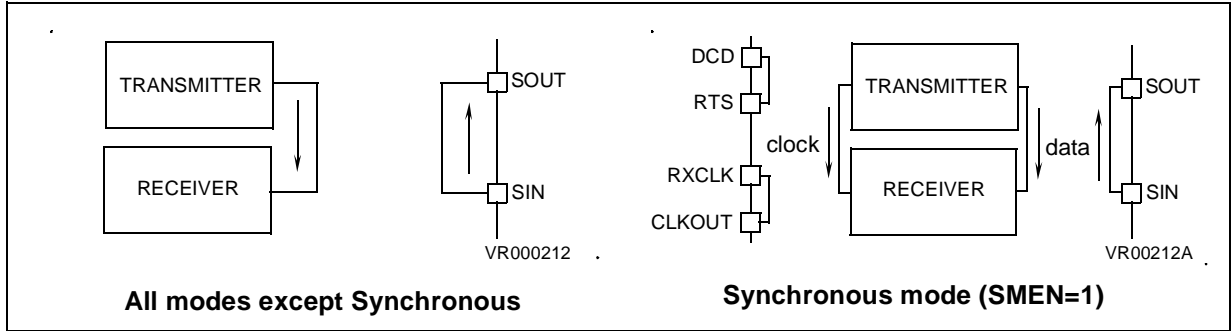 TRANSMITTER
RECEIVER
SOUT
SIN
VR000212
All modes except Synchronous
DCD
RTS
RXCLK
CLKOUT
clock
TRANSMITTER
RECEIVER
data
SOUT
SIN
VR00212A
Synchronous mode (SMEN=1)